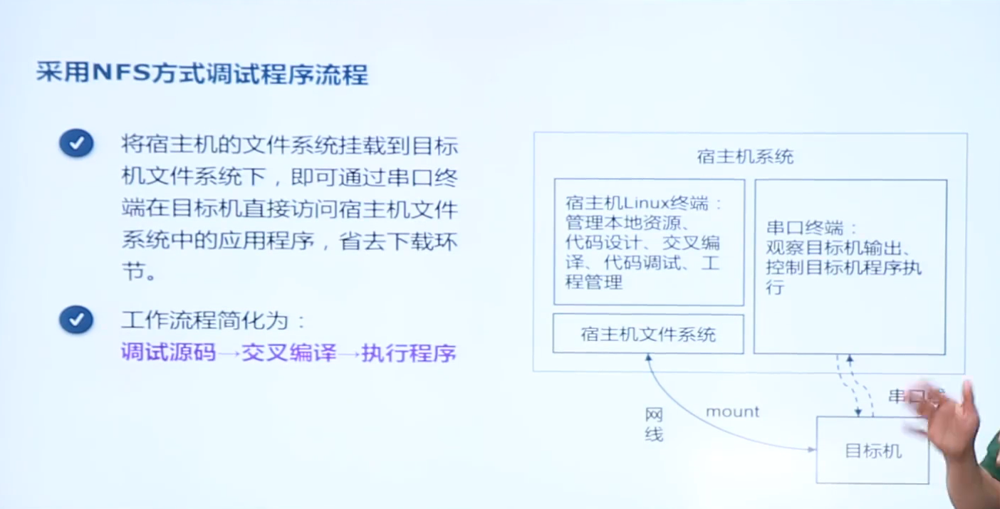 采用NFS方式调试程序流程
将宿主机的文件系统挂载到目标
机文件系统下，即可通过串口终
端在目标机直接访问宿主机文件
系统中的应用程序，省去下载环
节。
工作流程简化为：
调试源码→交叉编译→执行程序
宿主机系统
宿主机Linux终端：
管理本地资源、
代码设计、交叉编
译、代码调试、工
程管理
串口终端：
观察目标机输出、
控制目标机程序执
行
宿主机文件系统
网
线
mount
串口
目标机